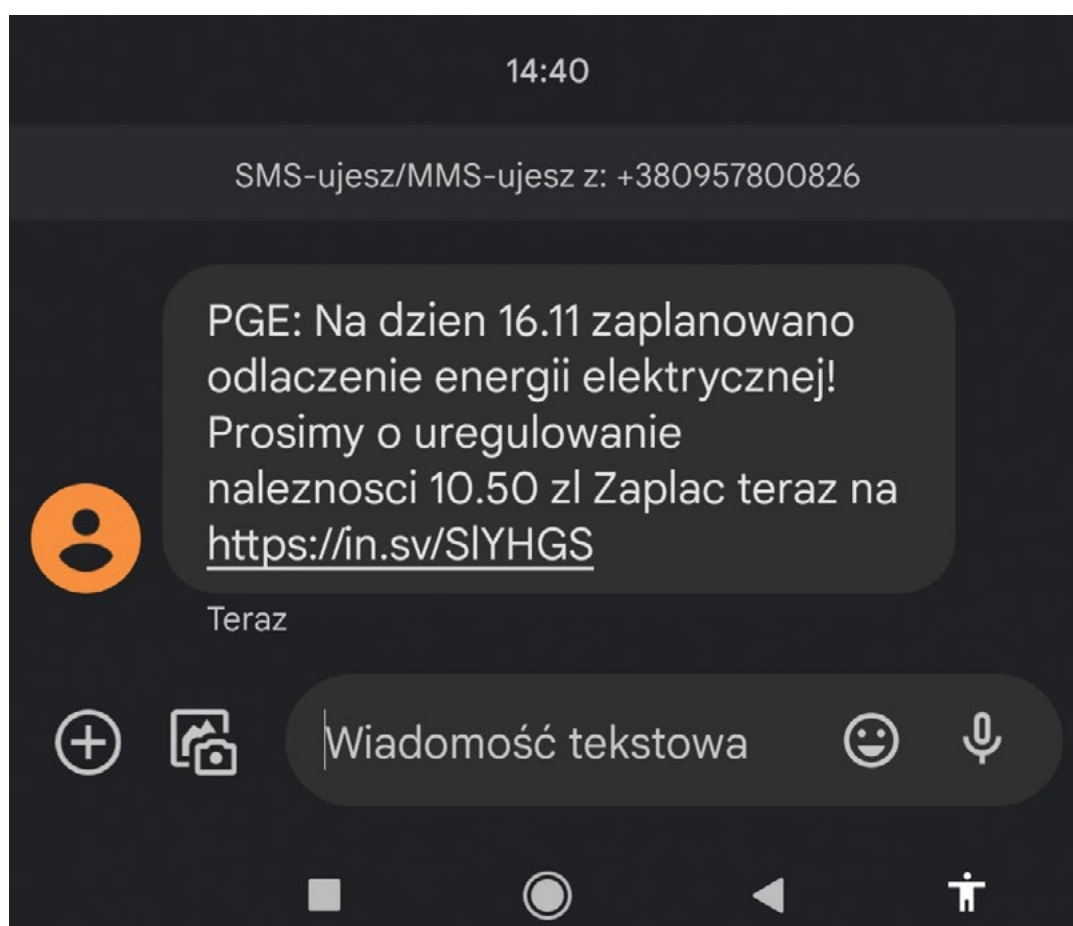 14:40
SMS-ujesz/MMS-ujesz z: +380957800826
PGE: Na dzien 16.11 zaplanowano
odlaczenie energii elektrycznej!
Prosimy o uregulowanie
naleznosci 10.50 zl Zaplac teraz na
https://in.sv/SlYHGS
Teraz
Wiadomość tekstowa